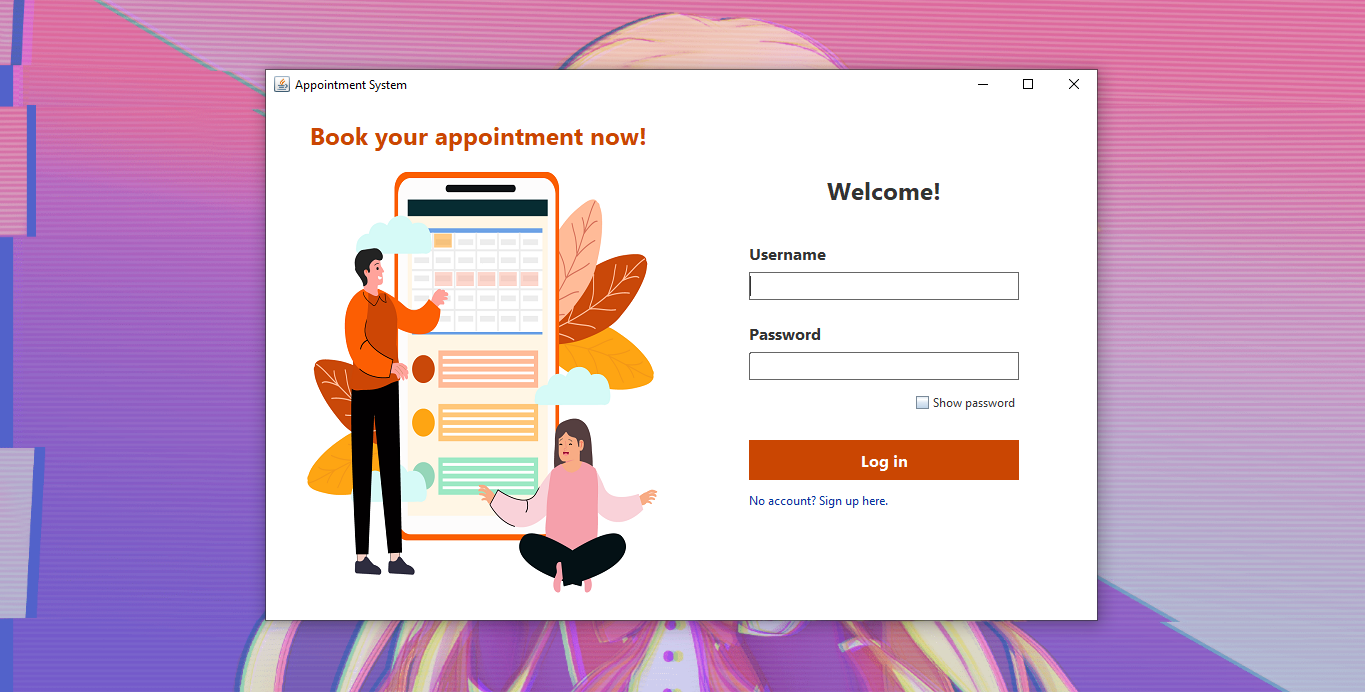 Appointment System
Book your appointment now!
Welcome!
Username
Password
Show password
Log in
No account? Sign up here.